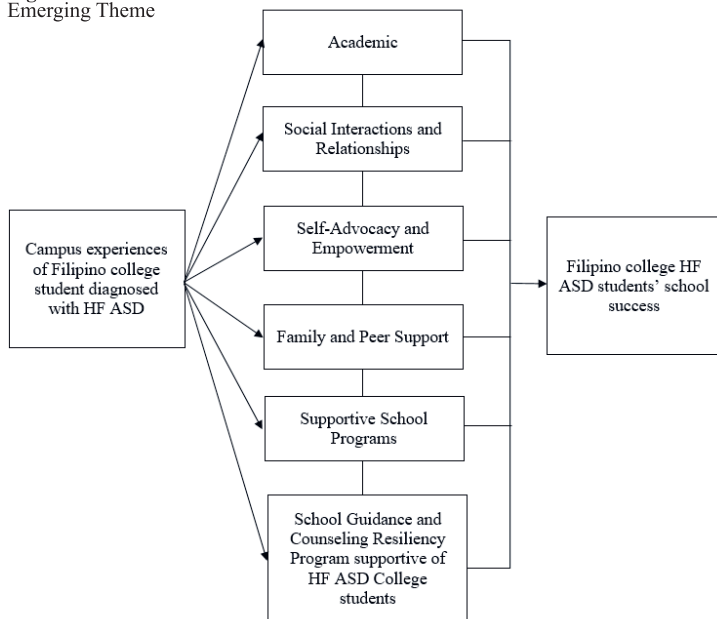 Emerging Theme
Academic
Social Interactions and
Relationships
Self-Advocacy and
Empowerment
Campus experiences
of Filipino college
student diagnosed
with HF ASD
Filipino college HF
ASD students' school
success
Family and Peer Support
Supportive School
Programs
School Guidance and
Counseling Resiliency
Program supportive of
HF ASD College
students